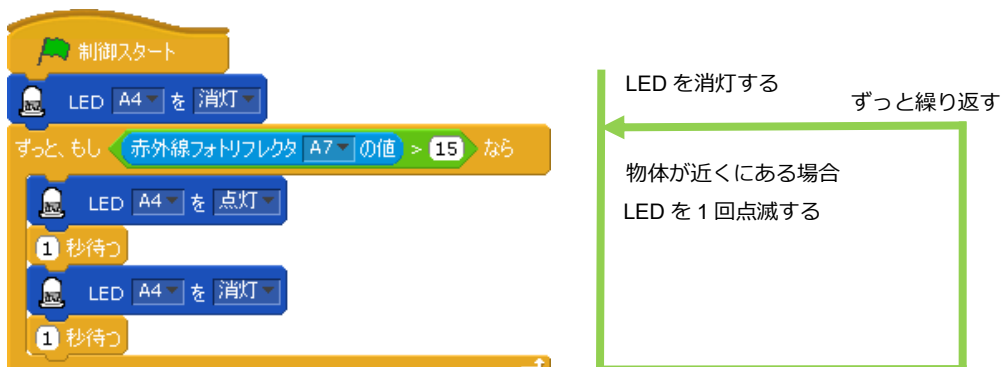 制御スタート
LED A4 を 消灯
ずっと、もし 赤外線フォトリフレクタ A7 の値 > 15 なら
LED A4 を 点灯
1 秒待つ
LED A4 を 消灯
1 秒待つ
LED を消灯する
ずっと繰り返す
物体が近くにある場合
LED を 1 回点滅する